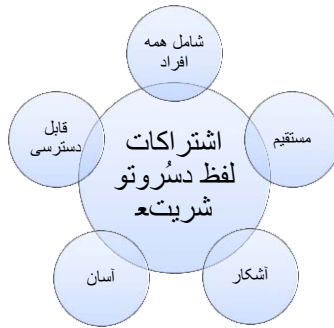 شامل همه
افراد
مستقیم
آشکار
آسان
قابل
دسترسی
اشتراکات
لفظ دسُروتو
شریتﻌ